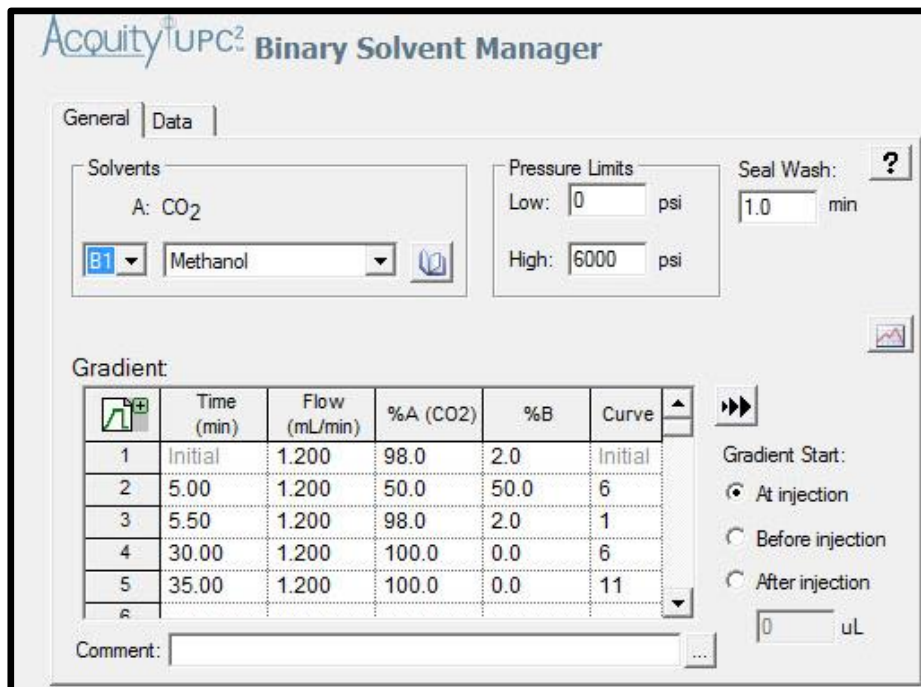 Acquity UPC² Binary Solvent Manager
General Data
Solvents
A: CO2
B1 Methanol
Pressure Limits
Low: 0 psi
High: 6000 psi
Seal Wash: ?
1.0 min
Gradient:
Time (min) Flow (mL/min) %A (CO2) %B Curve
1 Initial 1.200 98.0 2.0 Initial
2 5.00 1.200 50.0 50.0 6
3 5.50 1.200 98.0 2.0 1
4 30.00 1.200 100.0 0.0 6
5 35.00 1.200 100.0 0.0 11
6
Gradient Start:
At injection
Before injection
After injection
0 uL
Comment: ...